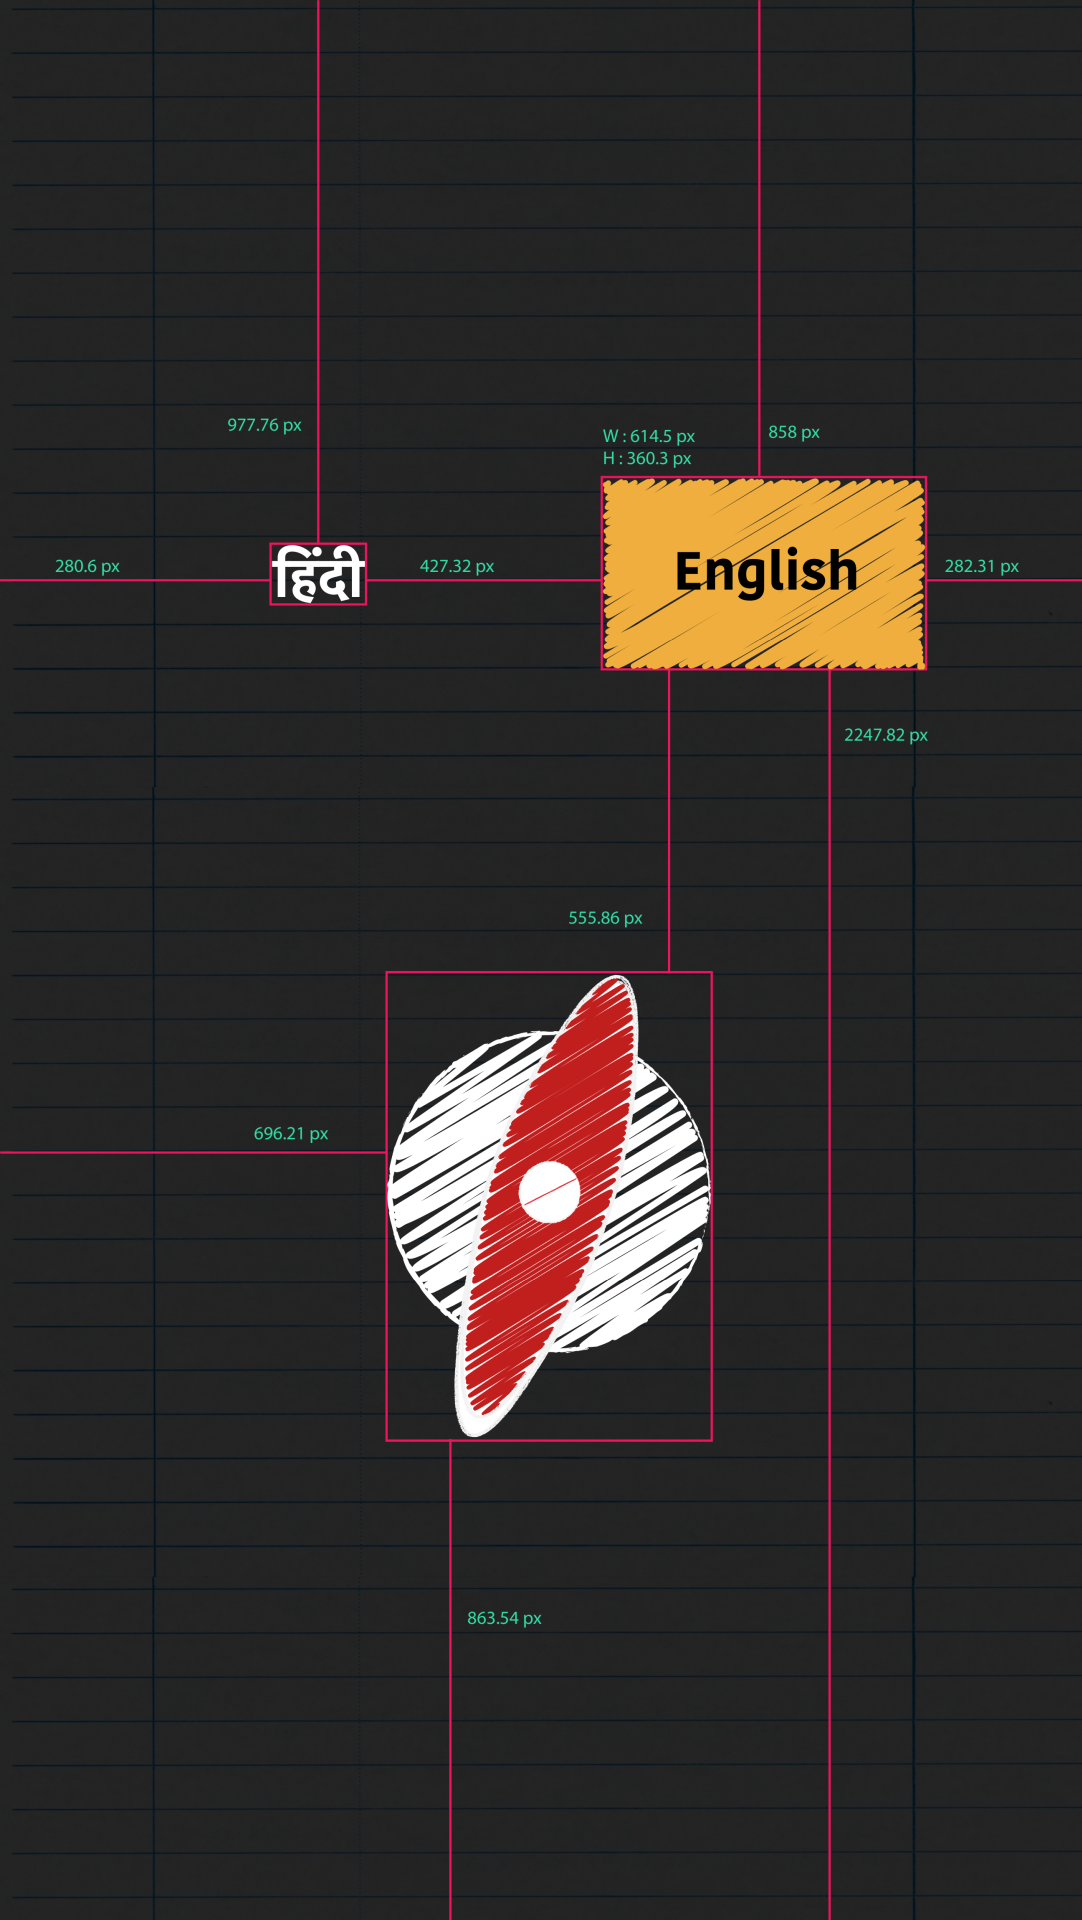 977.76 px
W : 614.5 px
H : 360.3 px
858 px
280.6 px
हिंदी
427.32 px
English
282.31 px
2247.82 px
555.86 px
696.21 px
863.54 px